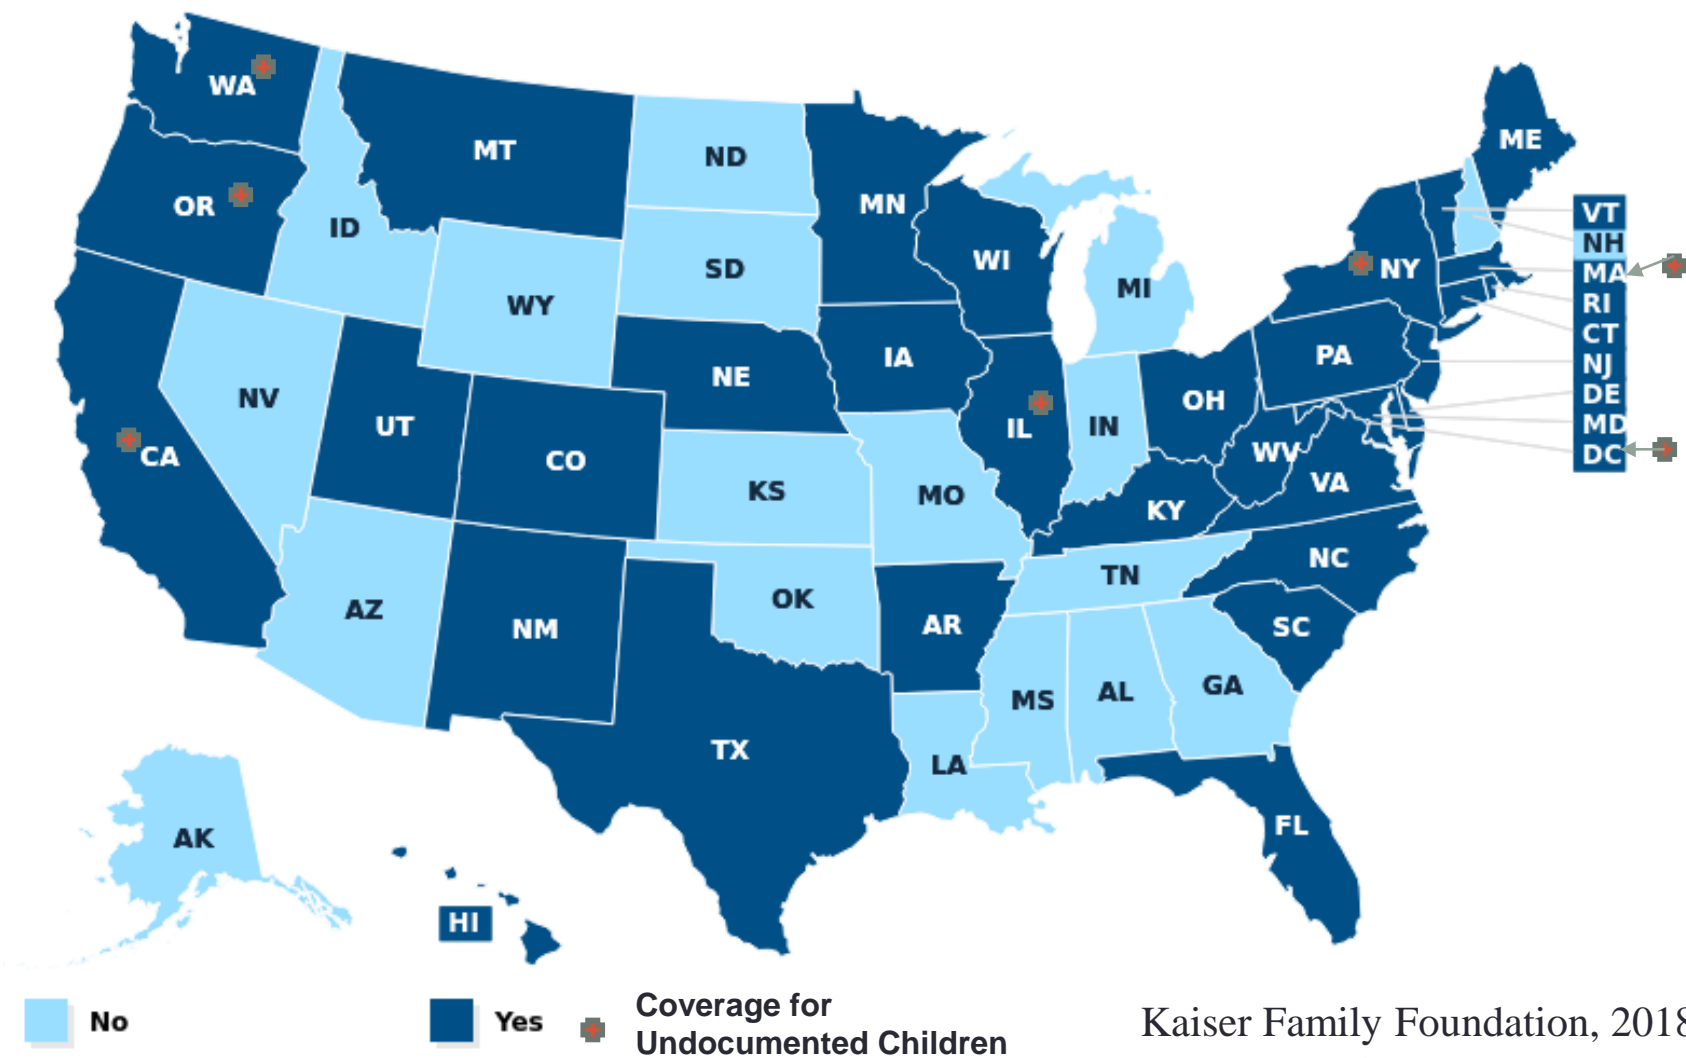 WA
MT
ND
MN
ME
OR
ID
SD
WI
MI
NY
VT
NH
MA
RI
CT
NJ
DE
MD
DC
WY
NE
IA
PA
NV
UT
CO
IL
IN
OH
WV
VA
CA
KS
MO
KY
NC
AZ
NM
OK
AR
TN
SC
MS
AL
GA
TX
LA
FL
AK
HI
No
Yes
Coverage for
Undocumented Children
Kaiser Family Foundation, 2018